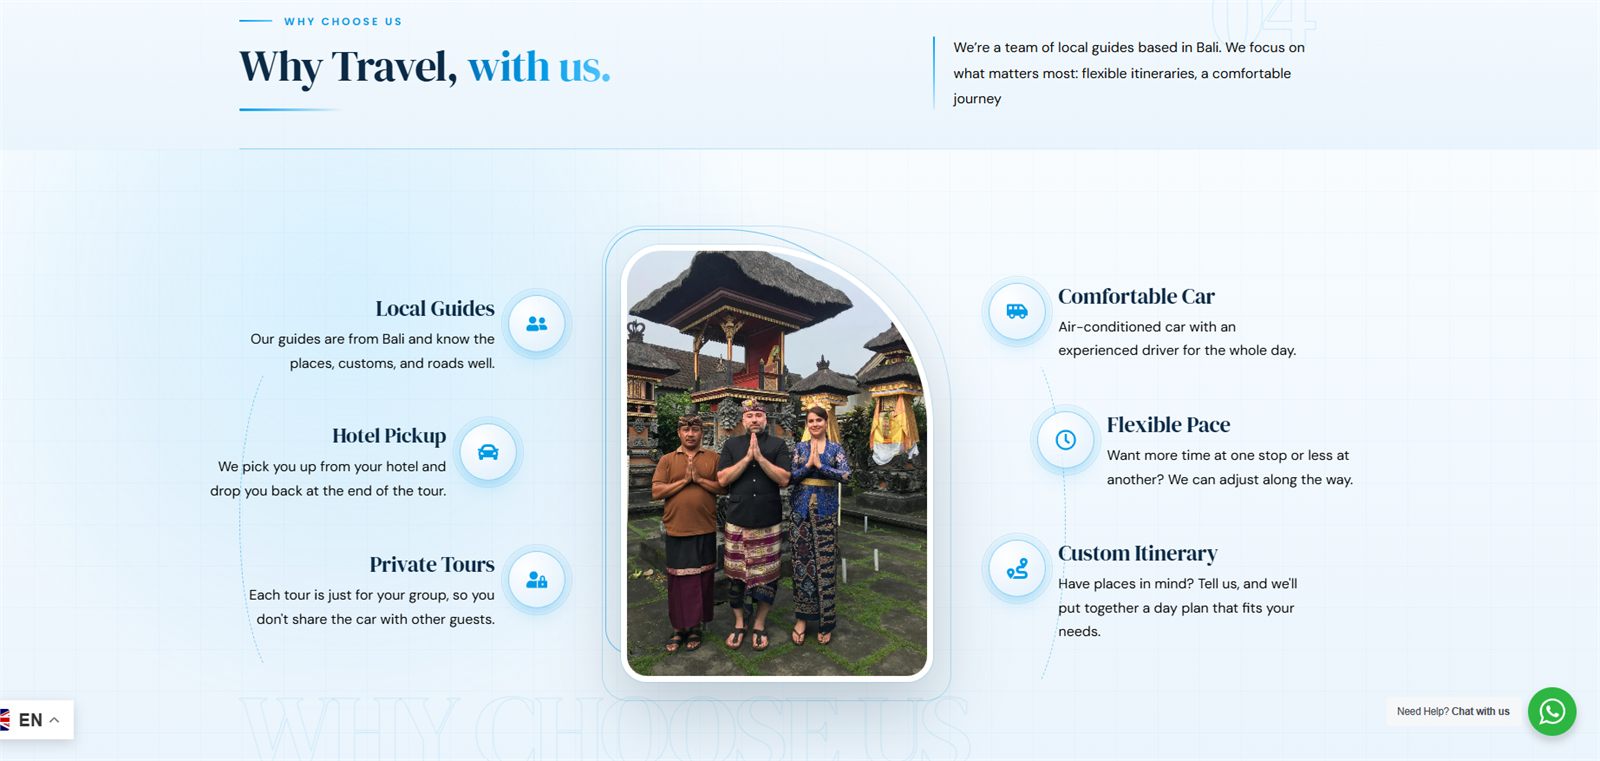 WHY CHOOSE US
04
Why Travel, with us.
We're a team of local guides based in Bali. We focus on
what matters most: flexible itineraries, a comfortable
journey
Local Guides
Our guides are from Bali and know the
places, customs, and roads well.
Hotel Pickup
We pick you up from your hotel and
drop you back at the end of the tour.
Private Tours
Each tour is just for your group, so you
don't share the car with other guests.
Comfortable Car
Air-conditioned car with an
experienced driver for the whole day.
Flexible Pace
Want more time at one stop or less at
another? We can adjust along the way.
Custom Itinerary
Have places in mind? Tell us, and we'll
put together a day plan that fits your
needs.
WHY CHOOSE US
EN
Need Help? Chat with us